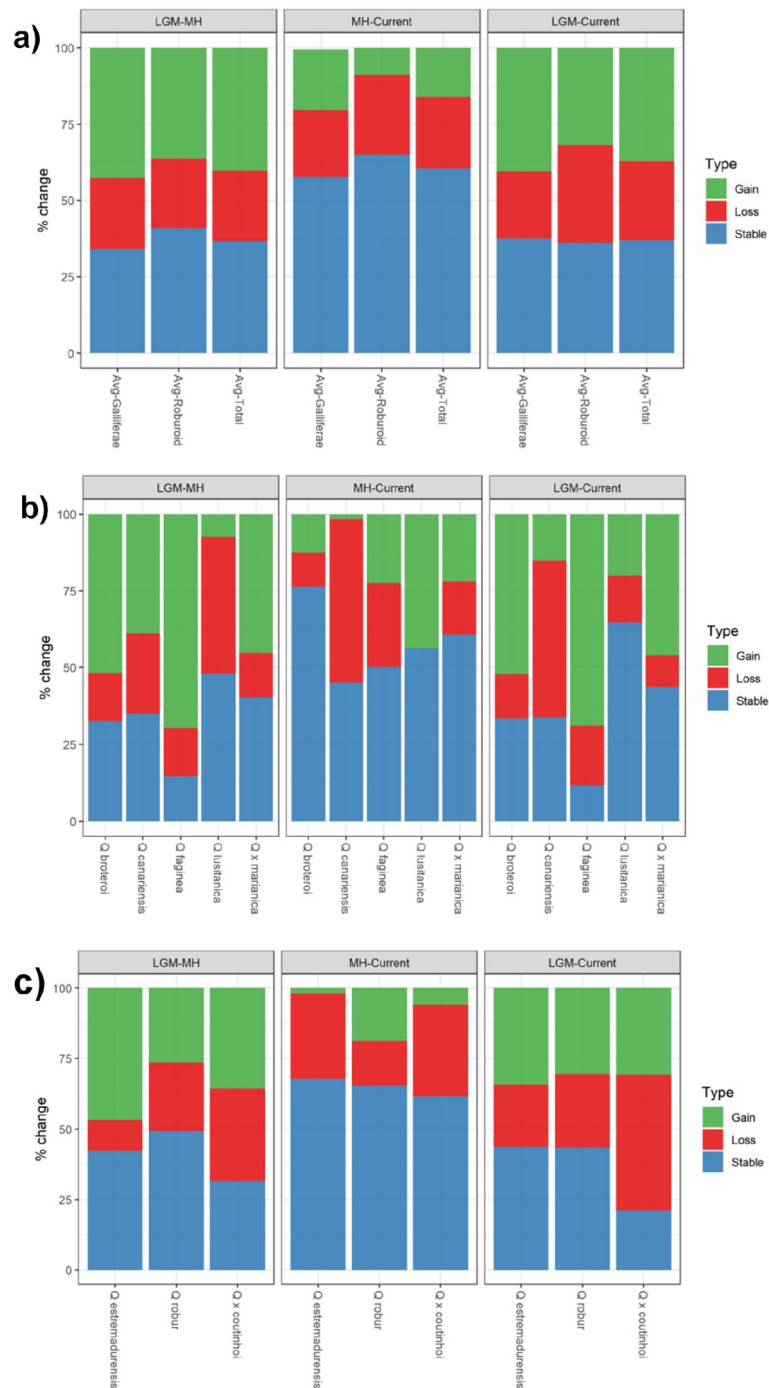 a)
LGM-MH MH-Current LGM-Current
100
75
50
25
0
% change
Avg-Galliferae
Avg-Roburoid
Avg-Total
Avg-Galliferae
Avg-Roburoid
Avg-Total
Avg-Galliferae
Avg-Roburoid
Avg-Total
Type
Gain
Loss
Stable
b)
LGM-MH MH-Current LGM-Current
100
75
50
25
0
% change
Q broteroi
Q canariensis
Q faginea
Q lusitanica
Q x marianica
Q broteroi
Q canariensis
Q faginea
Q lusitanica
Q x marianica
Q broteroi
Q canariensis
Q faginea
Q lusitanica
Q x marianica
Type
Gain
Loss
Stable
c)
LGM-MH MH-Current LGM-Current
100
75
50
25
0
% change
Q estremadurensis
Q robur
Q x coutinhoi
Q estremadurensis
Q robur
Q x coutinhoi
Q estremadurensis
Q robur
Q x coutinhoi
Type
Gain
Loss
Stable